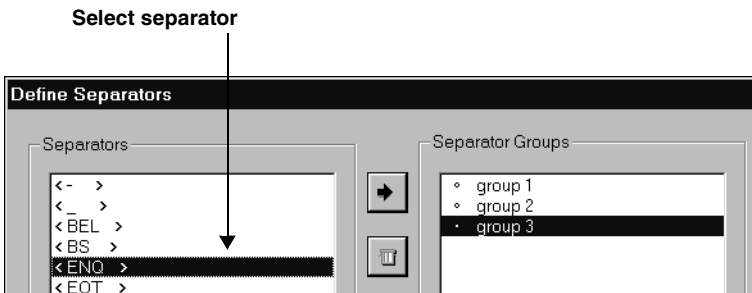 Select separator
Define Separators
Separators
Separator Groups
< - >
< _ >
< BEL >
< BS >
< ENQ >
< EOT >
group 1
group 2
group 3